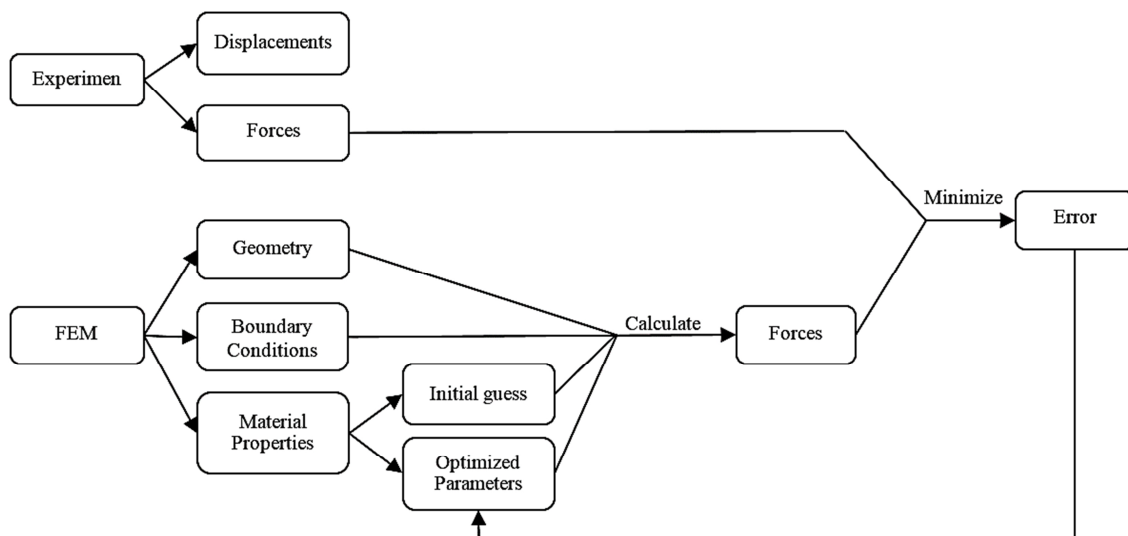 Displacements
Experimen
Forces
Minimize
Error
Geometry
FEM
Boundary
Conditions
Calculate
Forces
Initial guess
Material
Properties
Optimized
Parameters